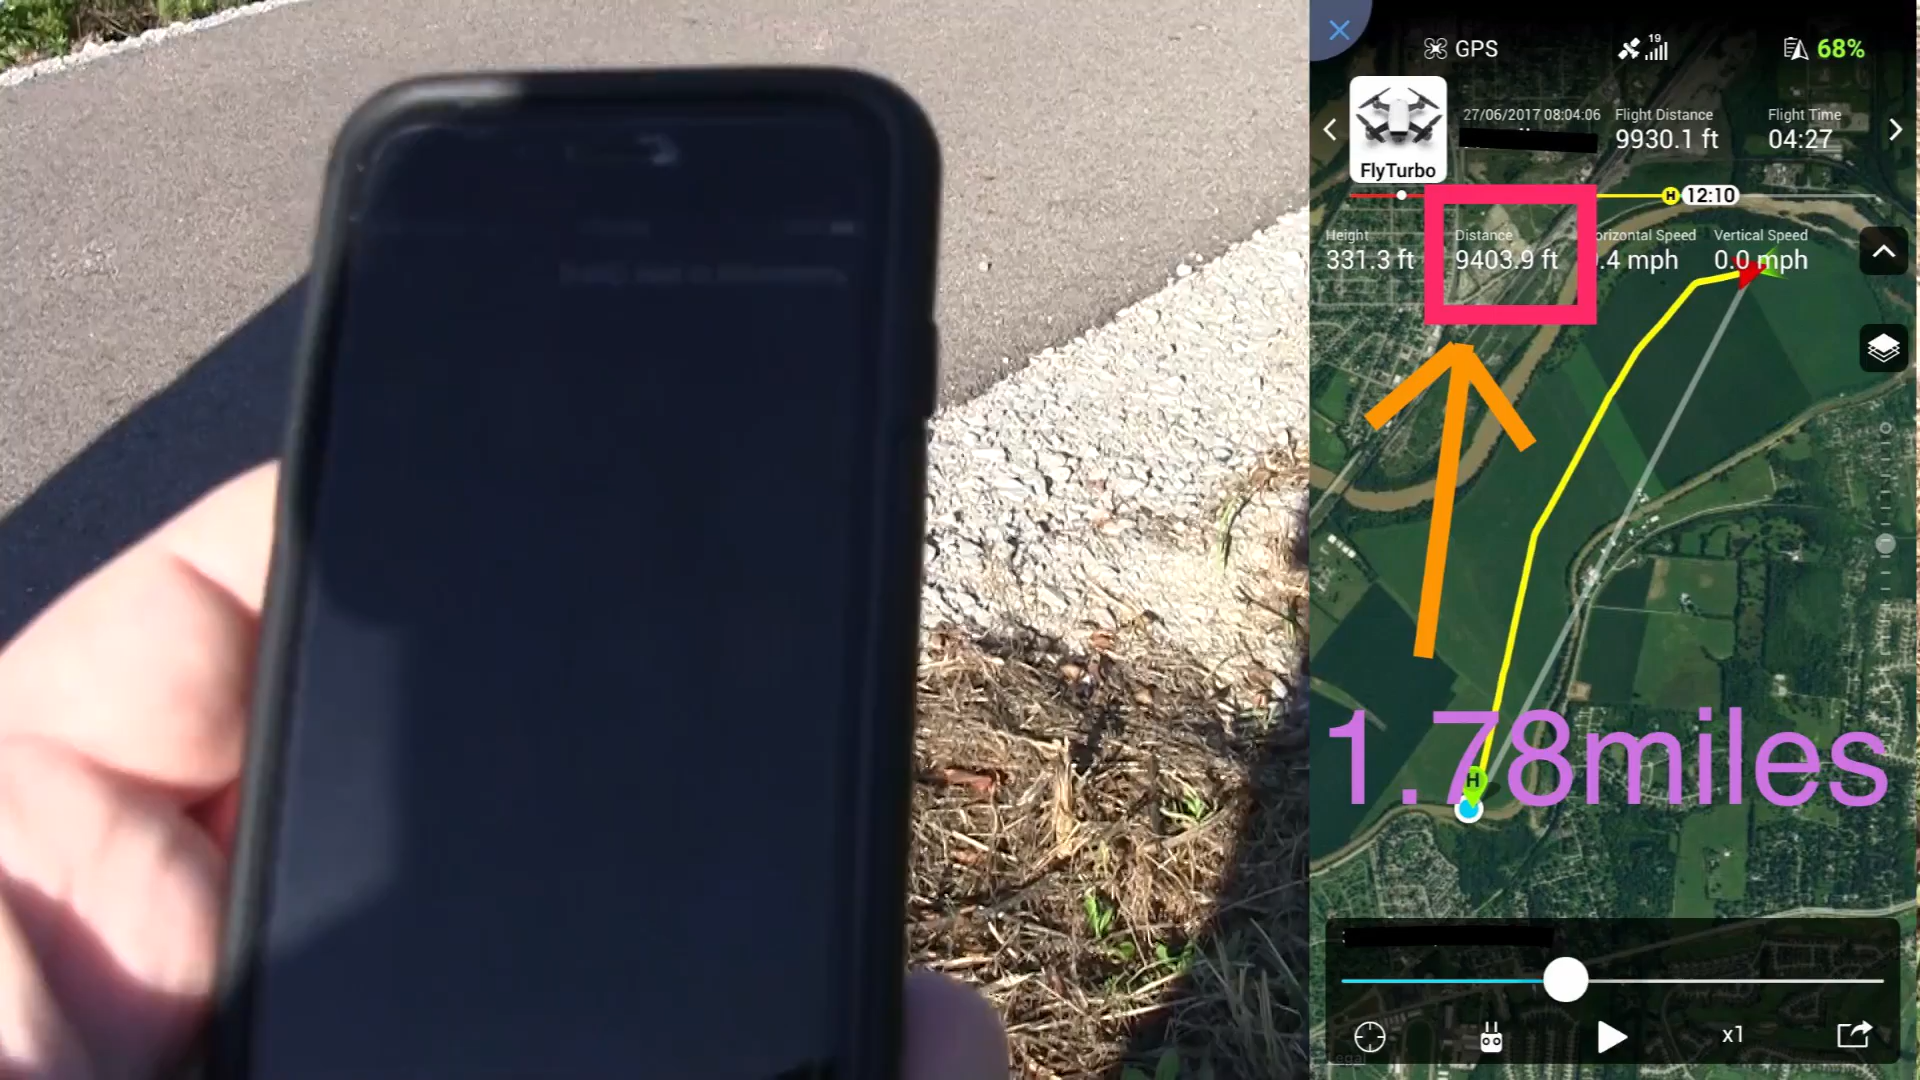 GPS
19
68%
27/06/2017 08:04:06
Flight Distance
Flight Time
9930.1 ft
04:27
FlyTurbo
H
12:10
Height
Distance
orizontal Speed
Vertical Speed
331.3 ft
9403.9 ft
.4 mph
0.0 mph
1.78miles
H
x1
Legal